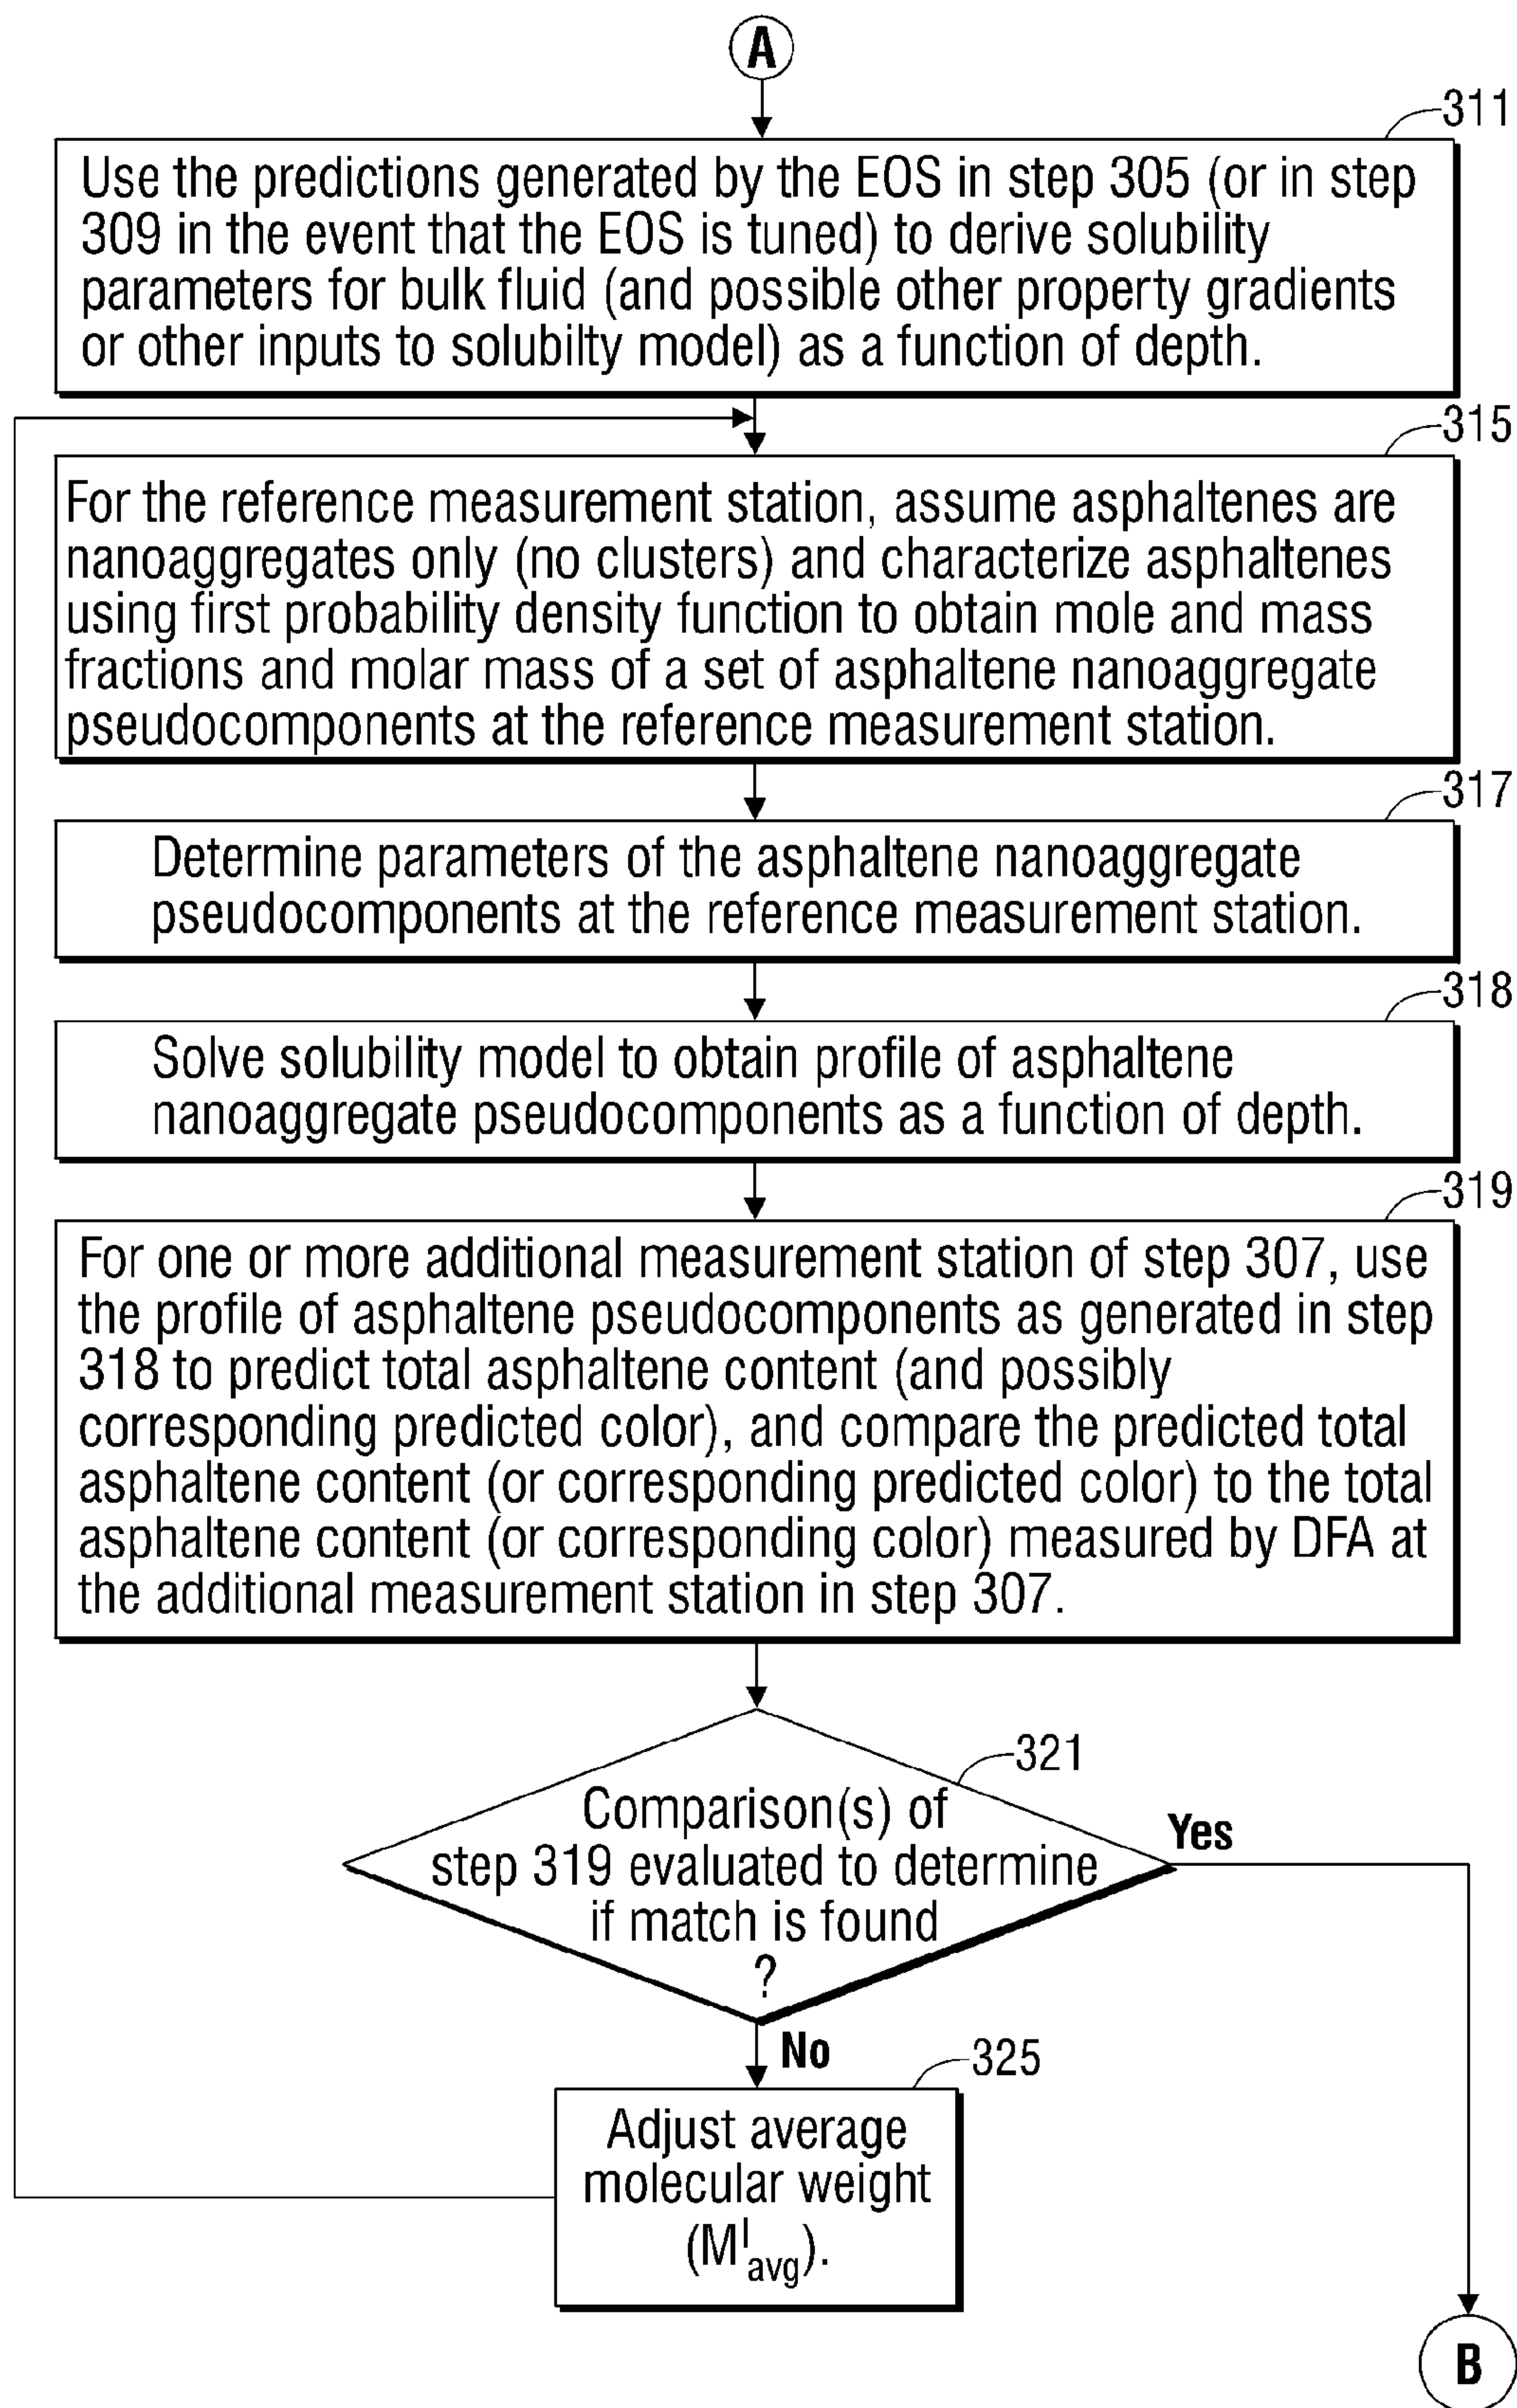 A
311
Use the predictions generated by the EOS in step 305 (or in step
309 in the event that the EOS is tuned) to derive solubility
parameters for bulk fluid (and possible other property gradients
or other inputs to solubilty model) as a function of depth.
315
For the reference measurement station, assume asphaltenes are
nanoaggregates only (no clusters) and characterize asphaltenes
using first probability density function to obtain mole and mass
fractions and molar mass of a set of asphaltene nanoaggregate
pseudocomponents at the reference measurement station.
317
Determine parameters of the asphaltene nanoaggregate
pseudocomponents at the reference measurement station.
318
Solve solubility model to obtain profile of asphaltene
nanoaggregate pseudocomponents as a function of depth.
319
For one or more additional measurement station of step 307, use
the profile of asphaltene pseudocomponents as generated in step
318 to predict total asphaltene content (and possibly
corresponding predicted color), and compare the predicted total
asphaltene content (or corresponding predicted color) to the total
asphaltene content (or corresponding color) measured by DFA at
the additional measurement station in step 307.
321
Comparison(s) of
step 319 evaluated to determine
if match is found
?
Yes
No
325
Adjust average
molecular weight
(M^I_avg).
B